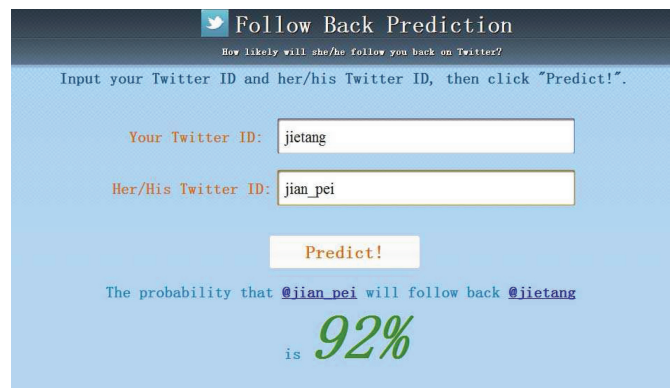 Follow Back Prediction
How likely will she/he follow you back on Twitter?
Input your Twitter ID and her/his Twitter ID, then click "Predict!".
Your Twitter ID: jietang
Her/His Twitter ID: jian_pei
Predict!
The probability that @jian_pei will follow back @jietang
is 92%